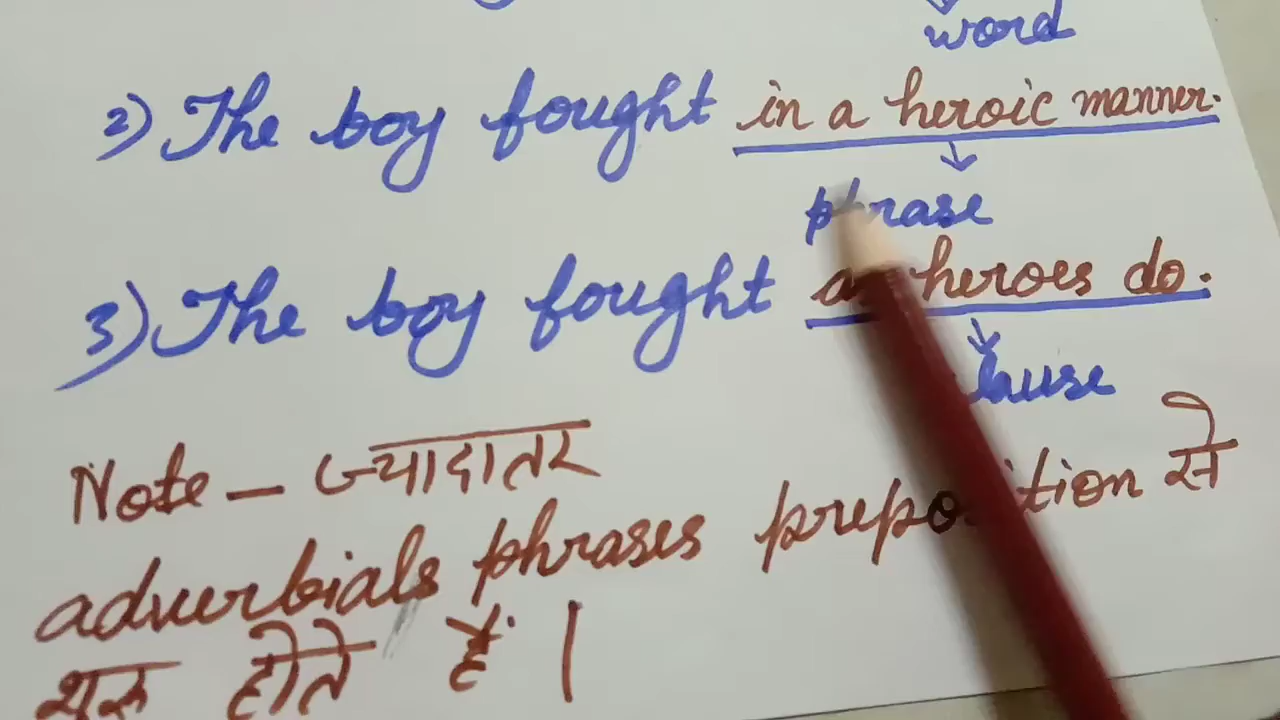 word
2) The boy fought in a heroic manner.
phrase
3) The boy fought as heroes do.
clause
Note – ज्यादातर
adverbials phrases preposition से
शुरू होते हैं।